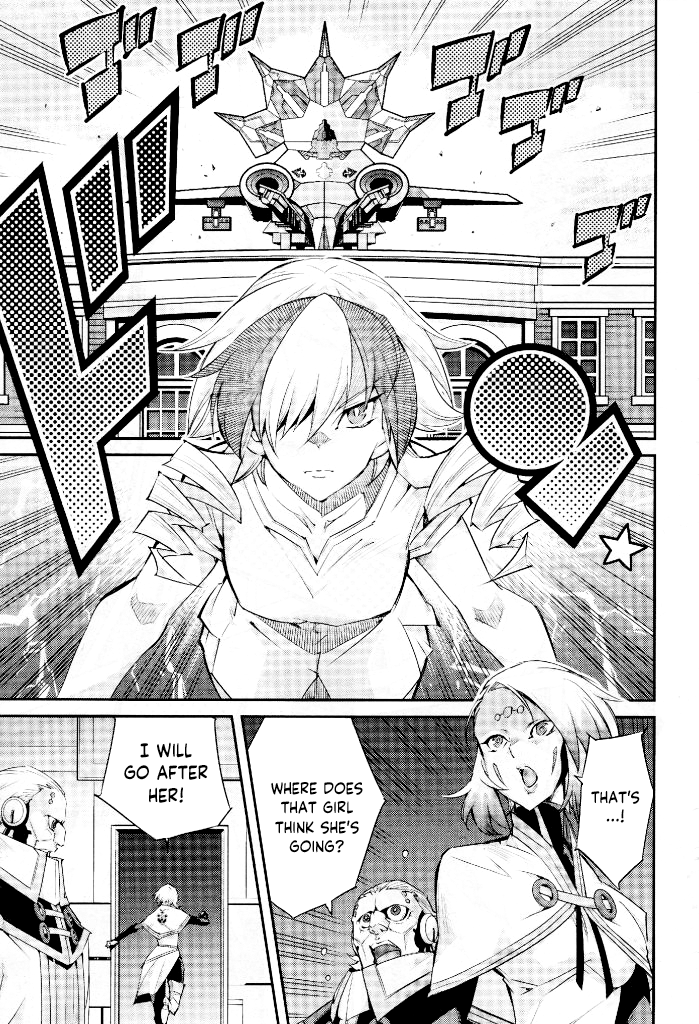 ゴゴゴゴゴ
ドン
THAT'S
...!
WHERE DOES
THAT GIRL
THINK SHE'S
GOING?
I WILL
GO AFTER
HER!